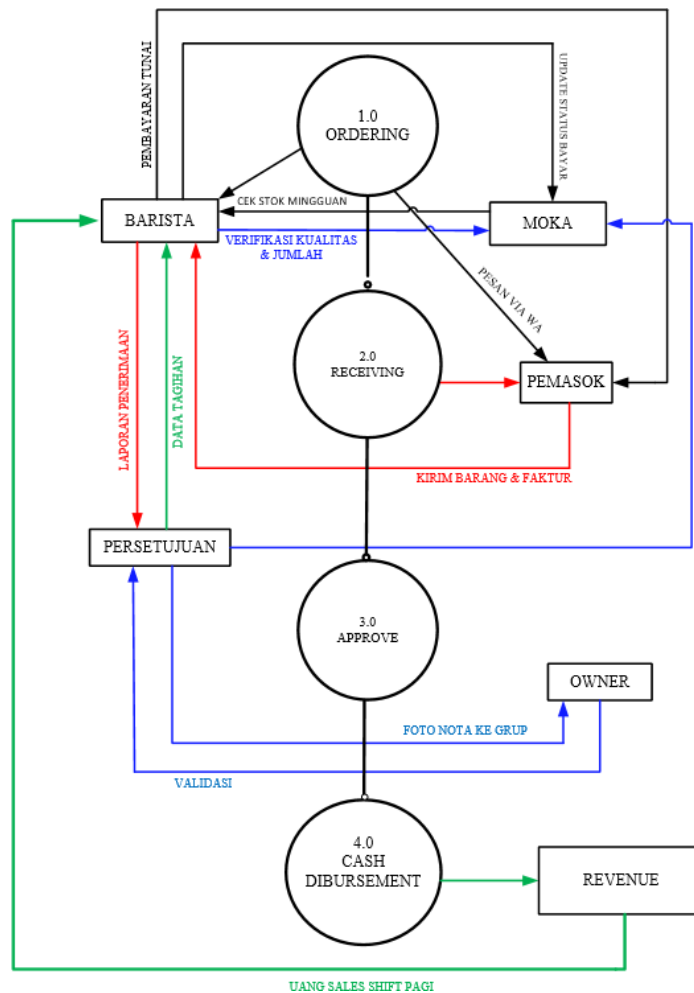 PEMBAYARAN TUNAI
UPDATE STATUS BAYAR
1.0
ORDERING
CEK STOK MINGGUAN
BARISTA
MOKA
VERIFIKASI KUALITAS
& JUMLAH
PESAN VIA WA
2.0
RECEIVING
PEMASOK
LAPORAN PENERIMAAN
DATA TAGIHAN
KIRIM BARANG & FAKTUR
PERSETUJUAN
3.0
APPROVE
OWNER
FOTO NOTA KE GRUP
VALIDASI
4.0
CASH
DIBURSEMENT
REVENUE
UANG SALES SHIFT PAGI